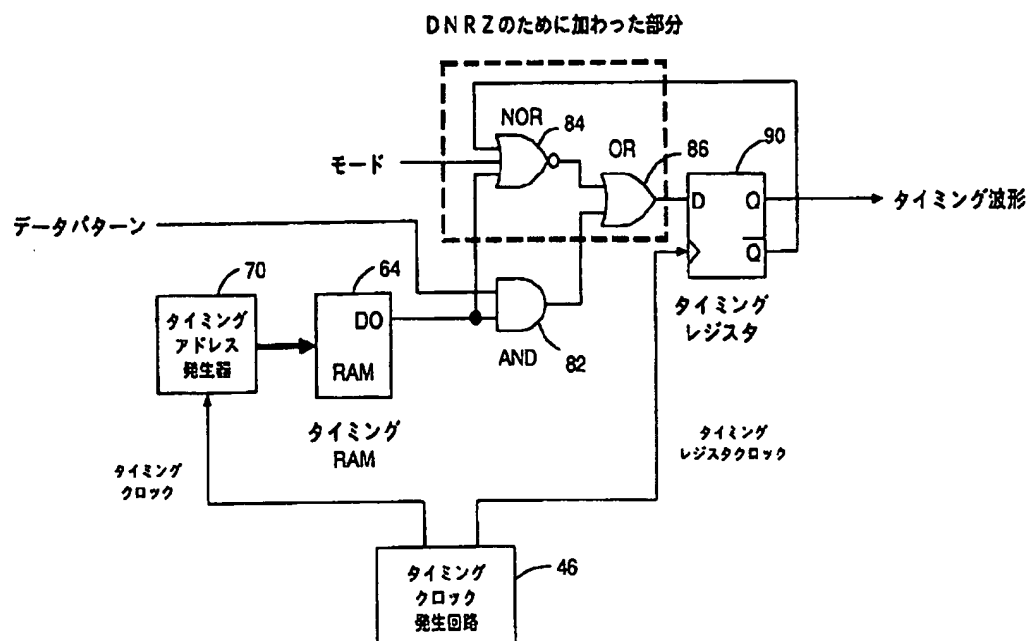 DNRZのために加わった部分
NOR
84
OR
86
90
モード
D
Q
タイミング波形
データパターン
Q
70
64
タイミング
レジスタ
タイミング
アドレス
発生器
DO
RAM
AND
82
タイミング
RAM
タイミング
レジスタクロック
タイミング
クロック
タイミング
クロック
発生回路
46